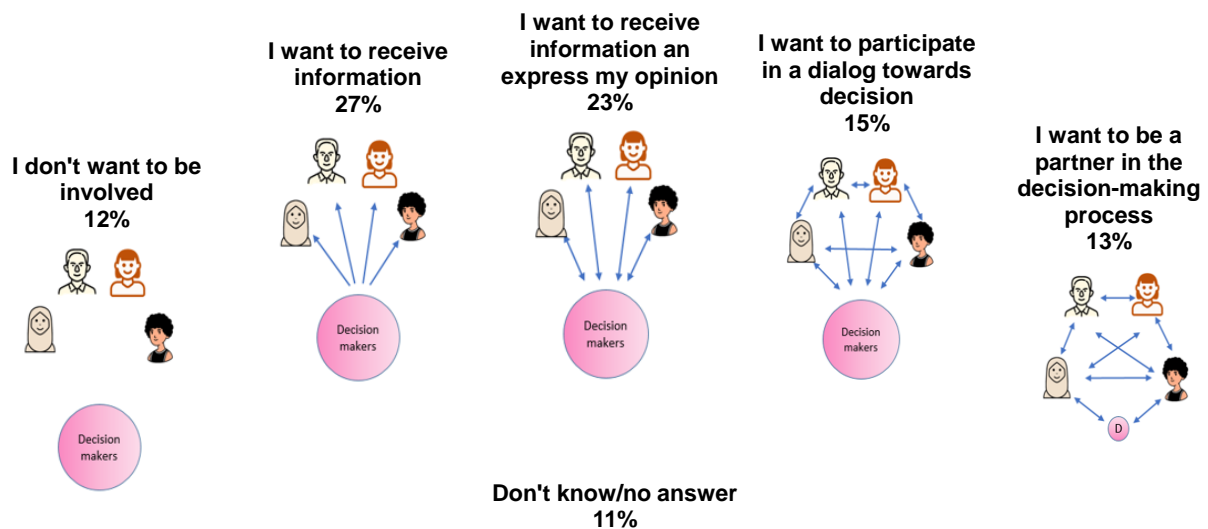 I don't want to be
involved
12%
Decision
makers
I want to receive
information
27%
Decision
makers
I want to receive
information an
express my opinion
23%
Decision
makers
I want to participate
in a dialog towards
decision
15%
Decision
makers
I want to be a
partner in the
decision-making
process
13%
D
Don't know/no answer
11%